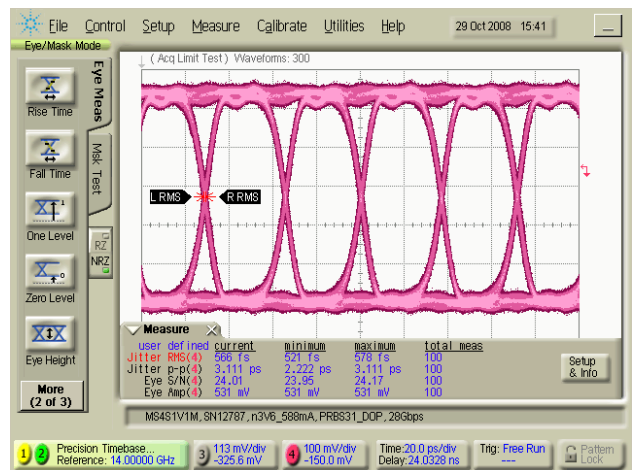 File Control Setup Measure Calibrate Utilities Help 29 Oct 2008 15:41
Eye/Mask Mode
( Acq Limit Test ) Waveforms: 300
Eye Meas
Msk Test
Rise Time
Fall Time
One Level
RZ
NRZ
Zero Level
Eye Height
More
(2 of 3)
L RMS R RMS
Measure
user defined current minimum maximum total meas
Jitter RMS(4) 566 fs 521 fs 578 fs 100
Jitter p-p(4) 3.111 ps 2.222 ps 3.111 ps 100
Eye S/N(4) 24.01 23.95 24.17 100
Eye Amp(4) 531 mV 531 mV 531 mV 100
Setup
& Info
MS4S1V1M, SN12787, n3V6_588mA, PRBS31_DOP, 28Gbps
1 2 Precision Timebase...
Reference: 14.00000 GHz
3 113 mV/div
-325.6 mV
4 100 mV/div
-150.0 mV
Time:20.0 ps/div
Delay:24.0328 ns
Trig: Free Run
---
Pattern
Lock